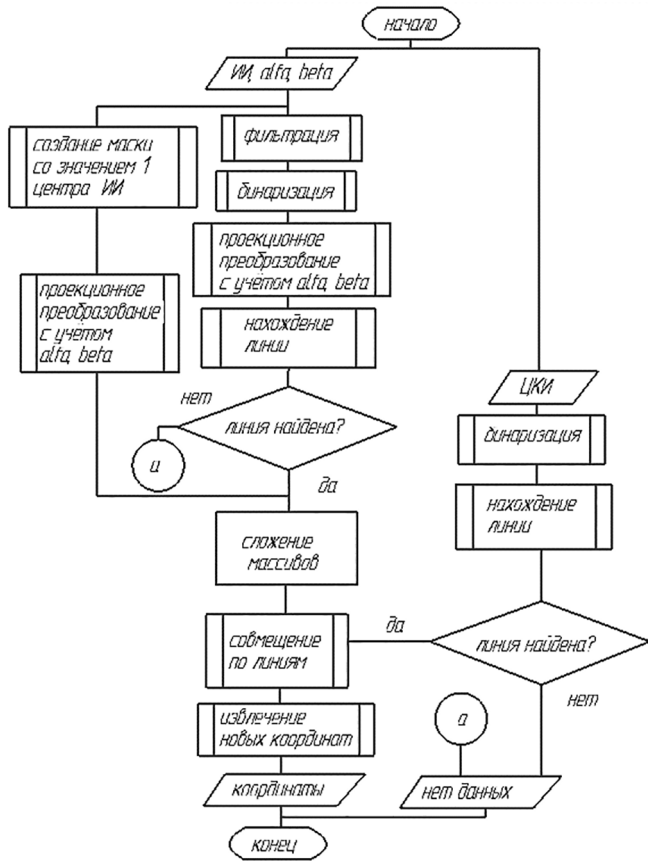 начало
ИИ, alfa, beta
создание маски
со значением 1
центра ИИ
фильтрация
бинаризация
проекционное
преобразование
с учётом alfa, beta
проекционное
преобразование
с учётом
alfa, beta
нахождение
линии
нет
линия найдена?
а
да
ЦКИ
бинаризация
нахождение
линии
сложение
массивов
совмещение
по линиям
да
линия найдена?
нет
извлечение
новых координат
а
координаты
нет данных
конец